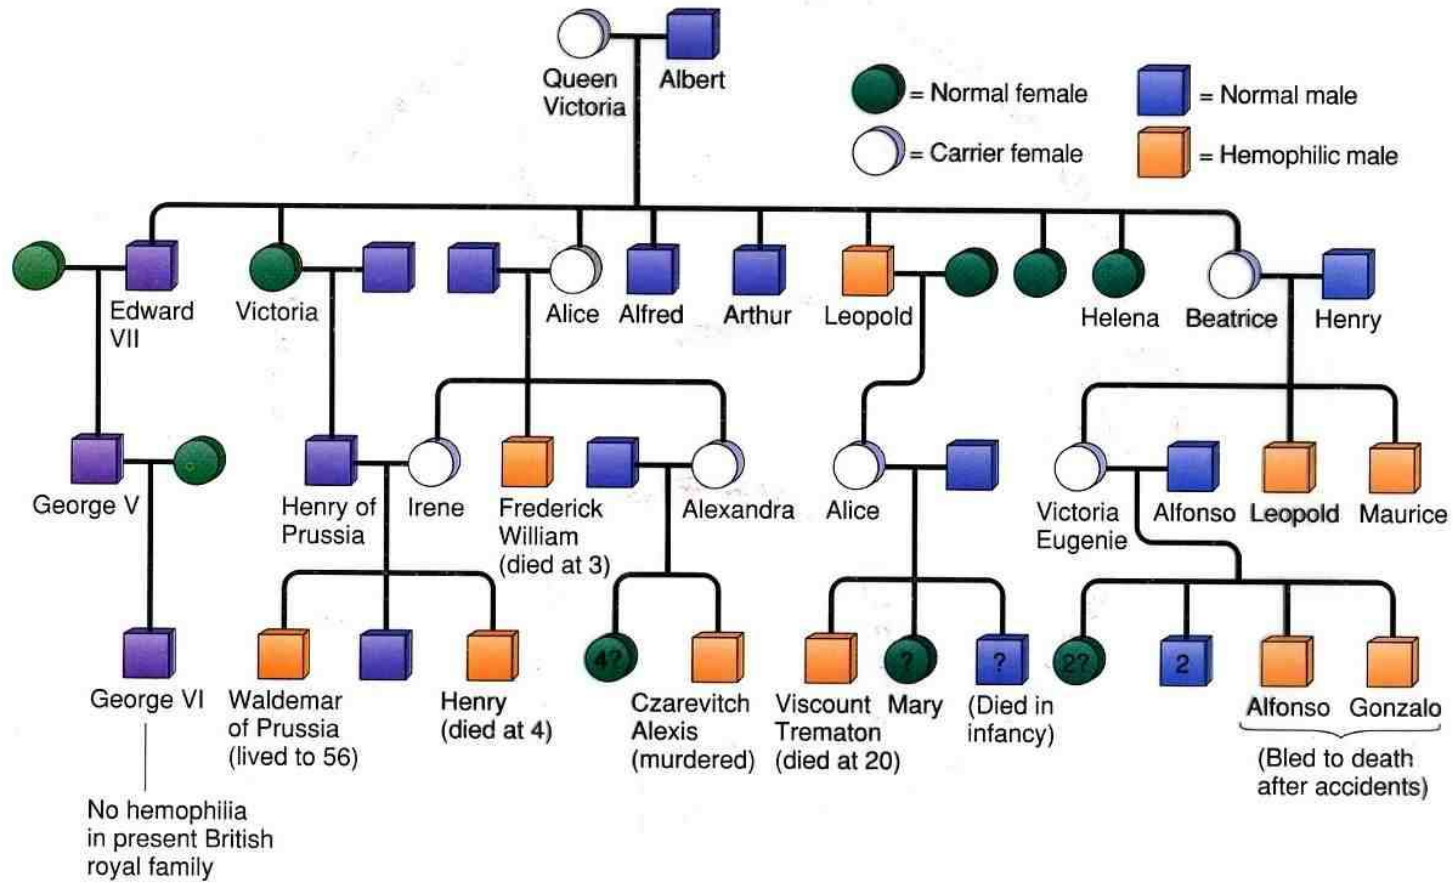 Queen
Victoria
Albert
= Normal female
= Normal male
= Carrier female
= Hemophilic male
Edward
VII
Victoria
Alice
Alfred
Arthur
Leopold
Helena
Beatrice
Henry
George V
Henry of
Prussia
Irene
Frederick
William
(died at 3)
Alexandra
Alice
Victoria
Eugenie
Alfonso
Leopold
Maurice
George VI
Waldemar
of Prussia
(lived to 56)
Henry
(died at 4)
4?
Czarevitch
Alexis
(murdered)
Viscount
Trematon
(died at 20)
?
Mary
?
(Died in
infancy)
2?
2
Alfonso
Gonzalo
(Bled to death
after accidents)
No hemophilia
in present British
royal family